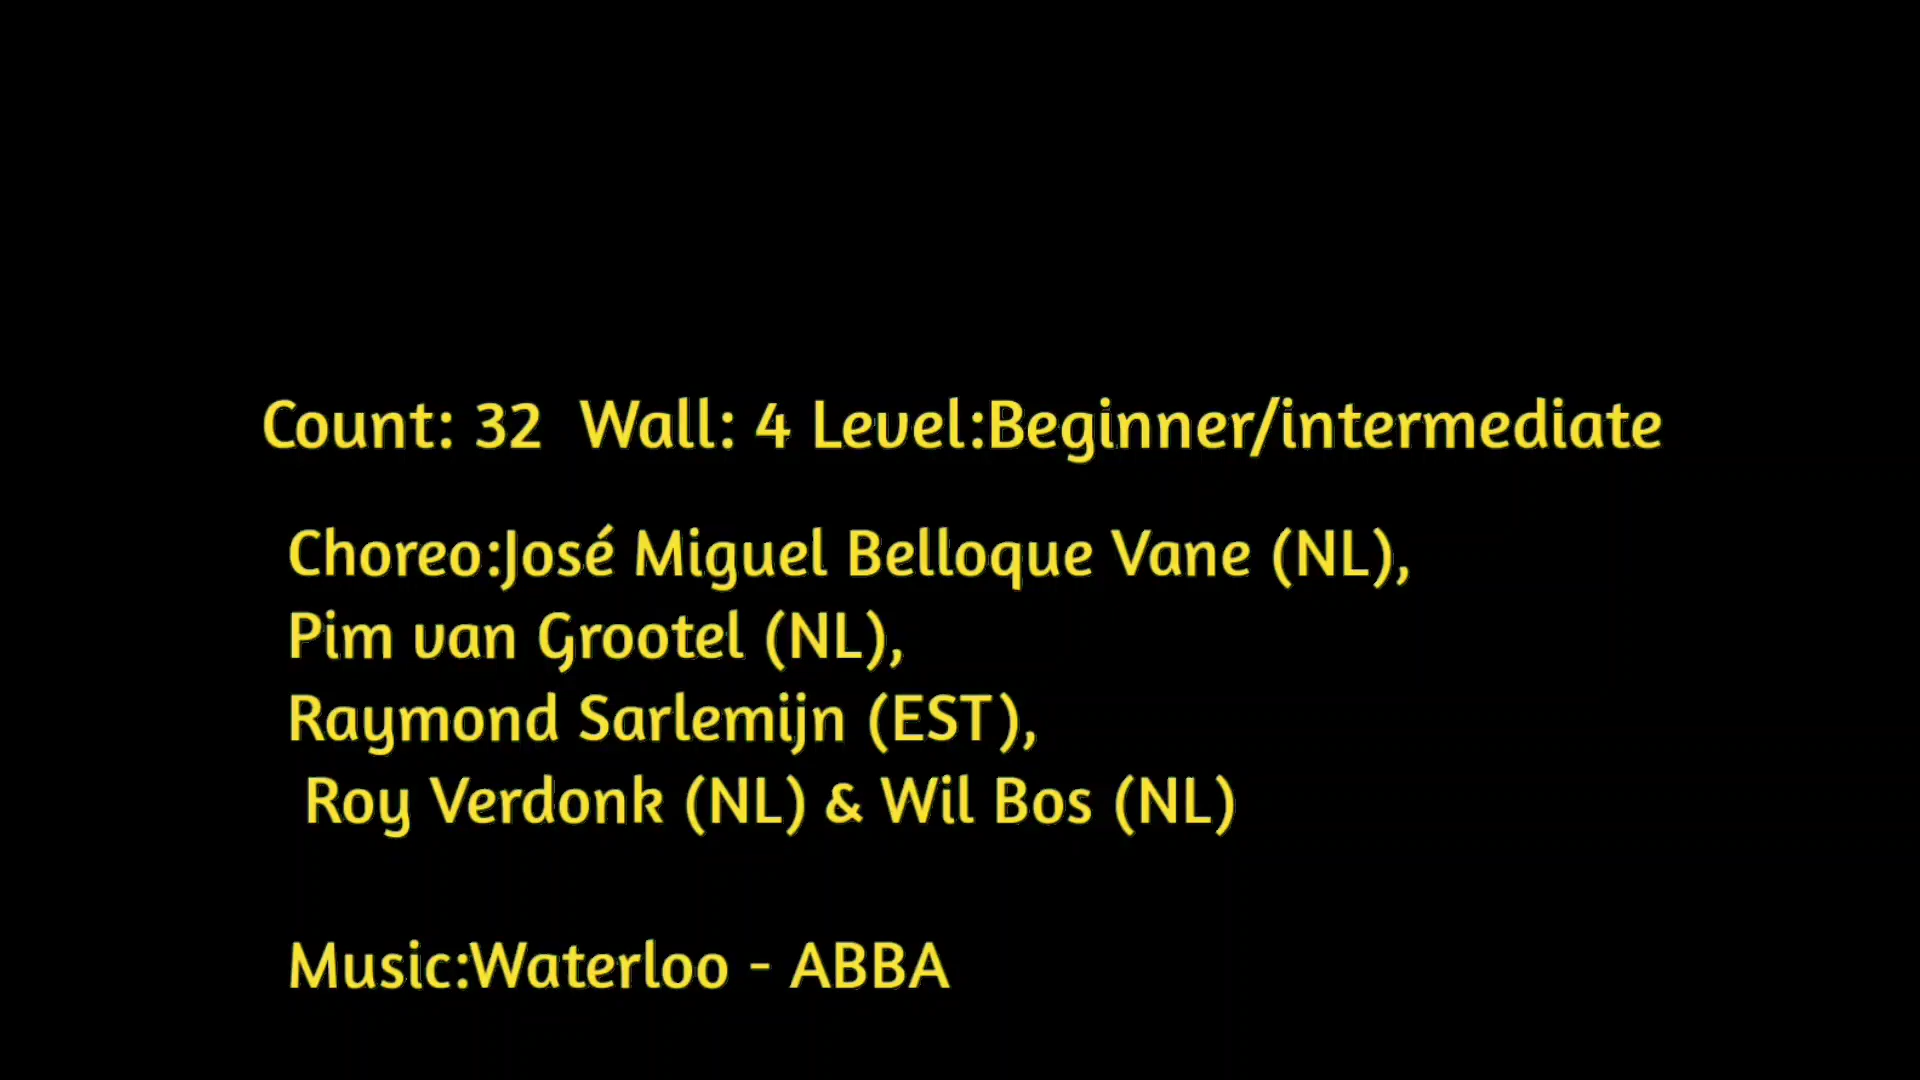 Count: 32  Wall: 4 Level:Beginner/intermediate
Choreo:José Miguel Belloque Vane (NL),
Pim van Grootel (NL),
Raymond Sarlemijn (EST),
Roy Verdonk (NL) & Wil Bos (NL)
Music:Waterloo - ABBA